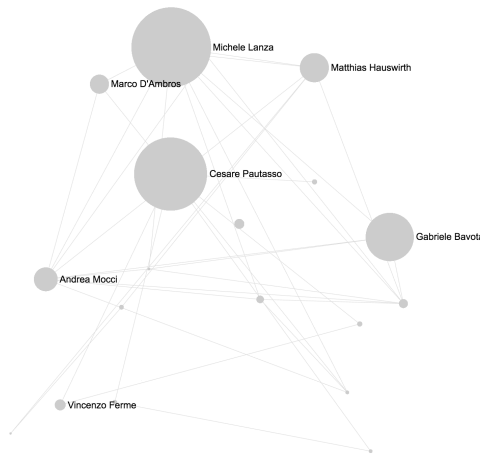 Michele Lanza
Matthias Hauswirth
Marco D'Ambros
Cesare Pautasso
Gabriele Bavota
Andrea Mocci
Vincenzo Ferme